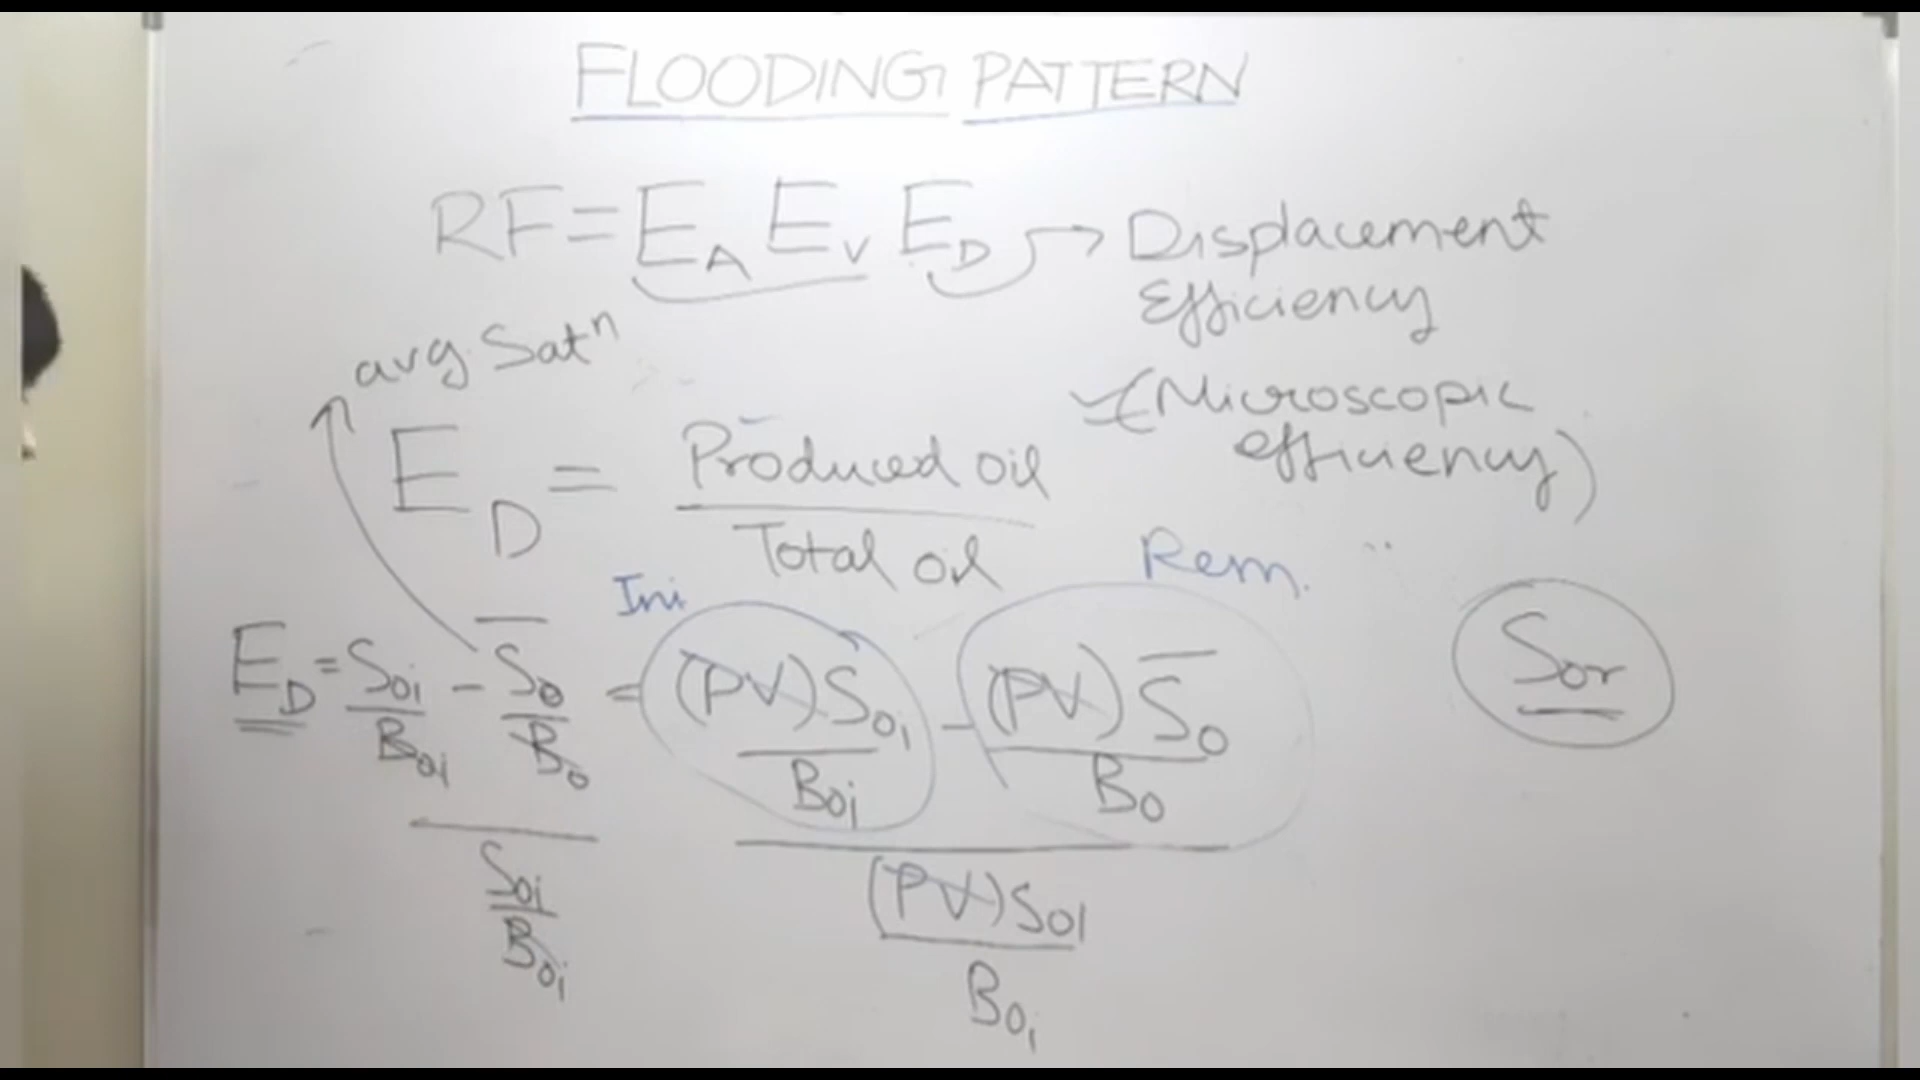 FLOODING PATTERN
RF = E_A E_V E_D → Displacement
Efficiency
(Microscopic
efficiency)
avg Satⁿ
E_D = Produced oil / Total oil
Ini
Rem.
E_D = S_oi / B_oi - S̄_o / B_o = (PV) S_oi / B_oi - (PV) S̄_o / B_o
S_oi / B_oi
(PV) S_oi / B_oi
S_or